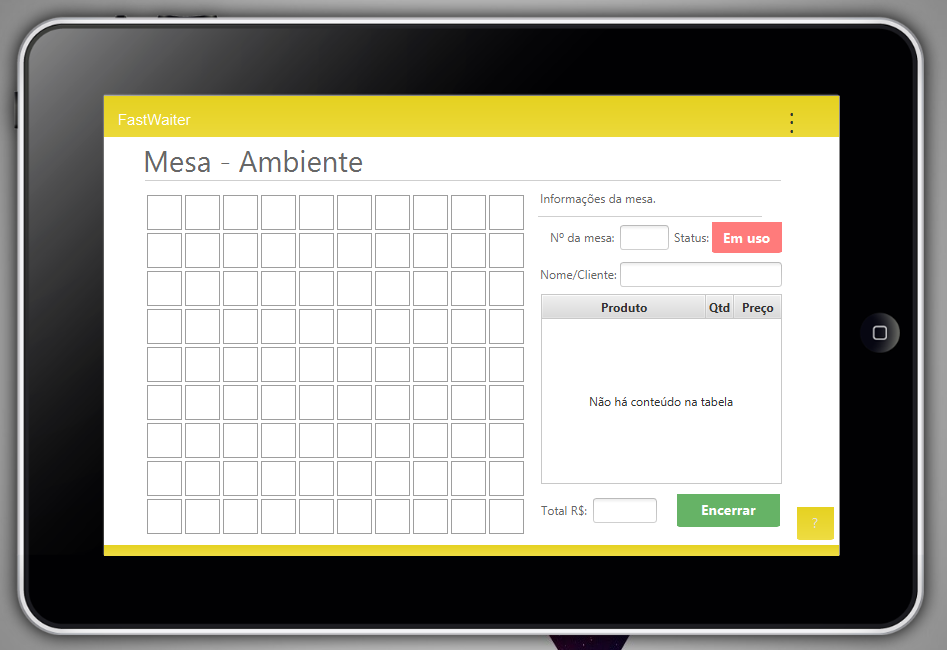 FastWaiter
Mesa - Ambiente
Informações da mesa.
Nº da mesa: Status: Em uso
Nome/Cliente:
Produto Qtd Preço
Não há conteúdo na tabela
Total R$: Encerrar
?